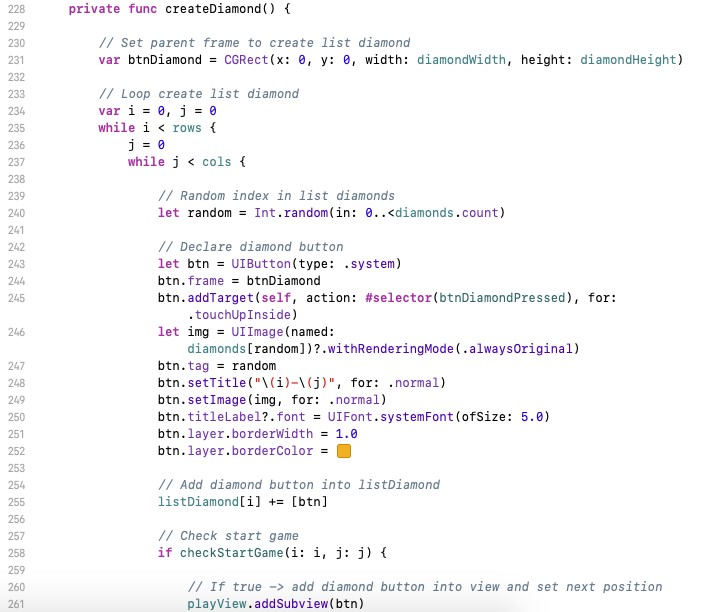 228 private func createDiamond() {
229
230 // Set parent frame to create list diamond
231 var btnDiamond = CGRect(x: 0, y: 0, width: diamondWidth, height: diamondHeight)
232
233 // Loop create list diamond
234 var i = 0, j = 0
235 while i < rows {
236 j = 0
237 while j < cols {
238
239 // Random index in list diamonds
240 let random = Int.random(in: 0..<diamonds.count)
241
242 // Declare diamond button
243 let btn = UIButton(type: .system)
244 btn.frame = btnDiamond
245 btn.addTarget(self, action: #selector(btnDiamondPressed), for:
.touchUpInside)
246 let img = UIImage(named:
diamonds[random])?.withRenderingMode(.alwaysOriginal)
247 btn.tag = random
248 btn.setTitle("\(i)-\(j)", for: .normal)
249 btn.setImage(img, for: .normal)
250 btn.titleLabel?.font = UIFont.systemFont(ofSize: 5.0)
251 btn.layer.borderWidth = 1.0
252 btn.layer.borderColor =
253
254 // Add diamond button into listDiamond
255 listDiamond[i] += [btn]
256
257 // Check start game
258 if checkStartGame(i: i, j: j) {
259
260 // If true -> add diamond button into view and set next position
261 playView.addSubview(btn)